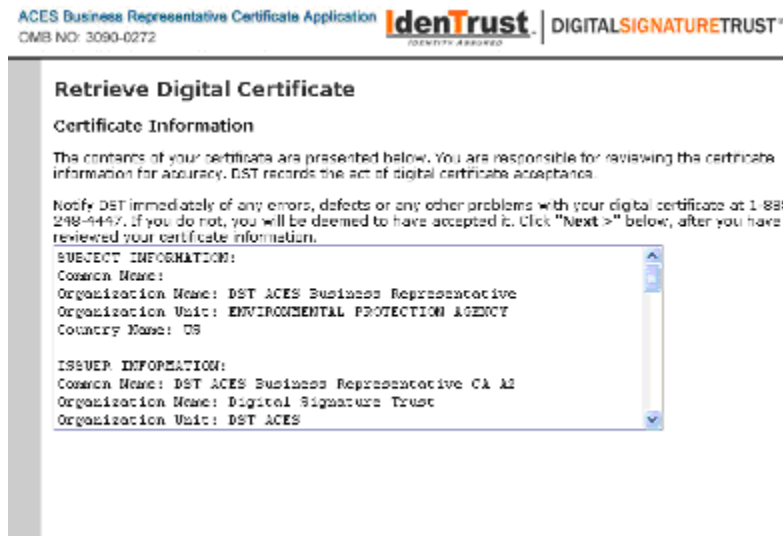 ACES Business Representative Certificate Application
OMB NO: 3090-0272
IdenTrust.
IDENTITY ASSURED
DIGITALSIGNATURETRUST
Retrieve Digital Certificate
Certificate Information
The contents of your certificate are presented below. You are responsible for reviewing the certificate
information for accuracy. DST records the act of digital certificate acceptance.
Notify DST immediately of any errors, defects or any other problems with your digital certificate at 1-88
248-4447. If you do not, you will be deemed to have accepted it. Click "Next >" below, after you have
reviewed your certificate information.
SUBJECT INFORMATION:
Common Name:
Organization Name: DST ACES Business Representative
Organization Unit: ENVIRONMENTAL PROTECTION AGENCY
Country Name: US
ISSUER INFORMATION:
Common Name: DST ACES Business Representative CA A2
Organization Name: Digital Signature Trust
Organization Unit: DST ACES